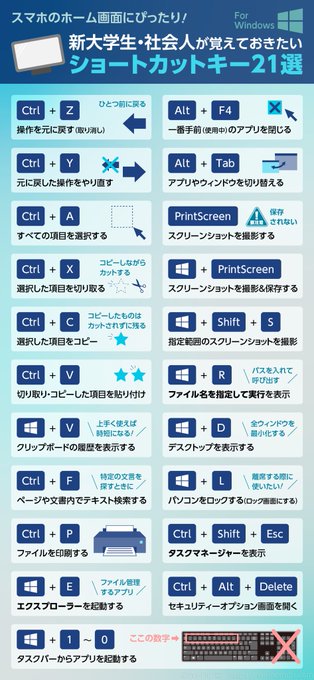 スマホのホーム画面にぴったり!
For
Windows
新大学生・社会人が覚えておきたい
ショートカットキー21選
Ctrl + Z
ひとつ前に戻る
操作を元に戻す(取り消し)
Alt + F4
一番手前(使用中)のアプリを閉じる
Ctrl + Y
元に戻した操作をやり直す
Alt + Tab
アプリやウィンドウを切り替える
Ctrl + A
すべての項目を選択する
PrintScreen
保存
されない
スクリーンショットを撮影する
Ctrl + X
コピーしながら
カットする
選択した項目を切り取る
+ PrintScreen
スクリーンショットを撮影&保存する
Ctrl + C
コピーしたものは
カットされずに残る
選択した項目をコピー
+ Shift + S
指定範囲のスクリーンショットを撮影
Ctrl + V
切り取り・コピーした項目を貼り付け
+ R
パスを入れて
呼び出す
ファイル名を指定して実行を表示
+ V
上手く使えば
時短になる!
クリップボードの履歴を表示する
+ D
全ウィンドウを
最小化する
デスクトップを表示する
Ctrl + F
特定の文言を
探すときに
ページや文書内でテキスト検索する
+ L
離席する際に
使いたい!
パソコンをロックする(ロック画面にする)
Ctrl + P
ファイルを印刷する
Ctrl + Shift + Esc
タスクマネージャーを表示
+ E
ファイル管理
するアプリ
エクスプローラーを起動する
Ctrl + Alt + Delete
セキュリティーオプション画面を開く
+ 1 ~ 0
ここの数字→
タスクバーからアプリを起動する